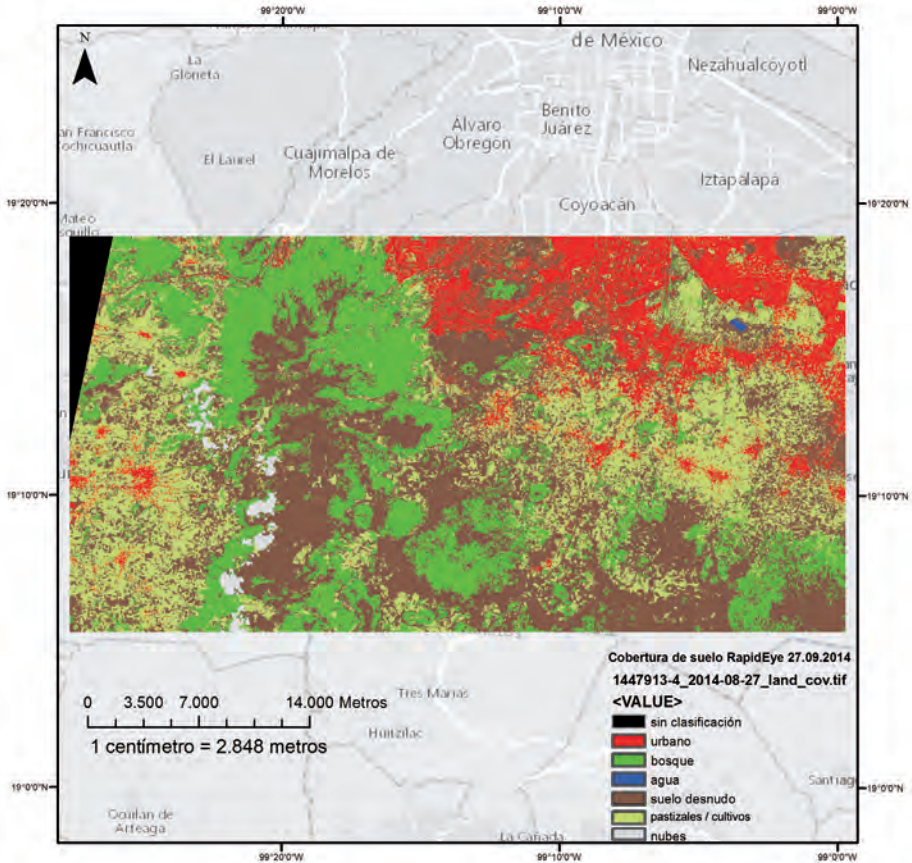 99°20'0"W
99°10'0"W
99°0'0"W
N
de México
La
Glorieta
Nezahualcóyotl
Benito
Juárez
Álvaro
Obregón
an Francisco
ochicuautla
El Laurel
Cuajimalpa de
Morelos
Iztapalapa
19°20'0"N
19°20'0"N
Coyoacán
Mateo
19°10'0"N
19°10'0"N
Cobertura de suelo RapidEye 27.09.2014
1447913-4_2014-08-27_land_cov.tif
<VALUE>
sin clasificación
urbano
bosque
agua
suelo desnudo
pastizales / cultivos
nubes
0 3.500 7.000 14.000 Metros
1 centímetro = 2.848 metros
Tres Marías
Huitzilac
Santiag
19°0'0"N
19°0'0"N
Ocuilan de
Arteaga
La Cañada
99°20'0"W
99°10'0"W
99°0'0"W